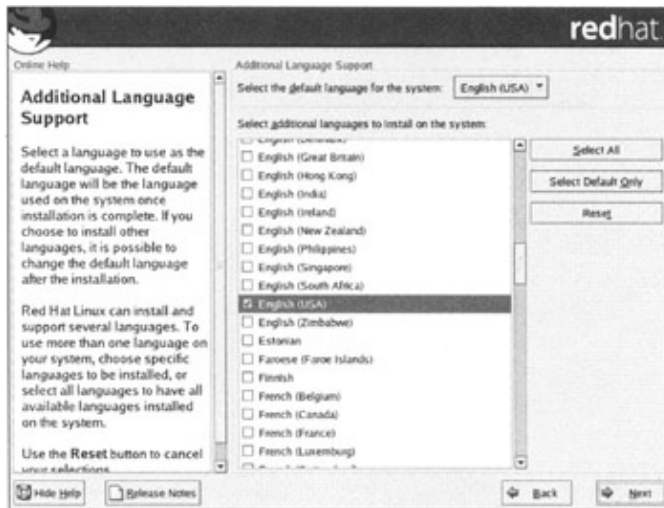 redhat.
Online Help
Additional Language
Support
Select a language to use as the
default language. The default
language will be the language
used on the system once
installation is complete. If you
choose to install other
languages, it is possible to
change the default language
after the installation.
Red Hat Linux can install and
support several languages. To
use more than one language on
your system, choose specific
languages to be installed, or
select all languages to have all
available languages installed
on the system.
Use the Reset button to cancel
your selections.
Additional Language Support
Select the default language for the system: English (USA)
Select additional languages to install on the system:
English (Denmark)
English (Great Britain)
English (Hong Kong)
English (India)
English (Ireland)
English (New Zealand)
English (Philippines)
English (Singapore)
English (South Africa)
English (USA)
English (Zimbabwe)
Estonian
Faroese (Faroe Islands)
Finnish
French (Belgium)
French (Canada)
French (France)
French (Luxemburg)
Select All
Select Default Only
Reset
Hide Help
Release Notes
Back
Next